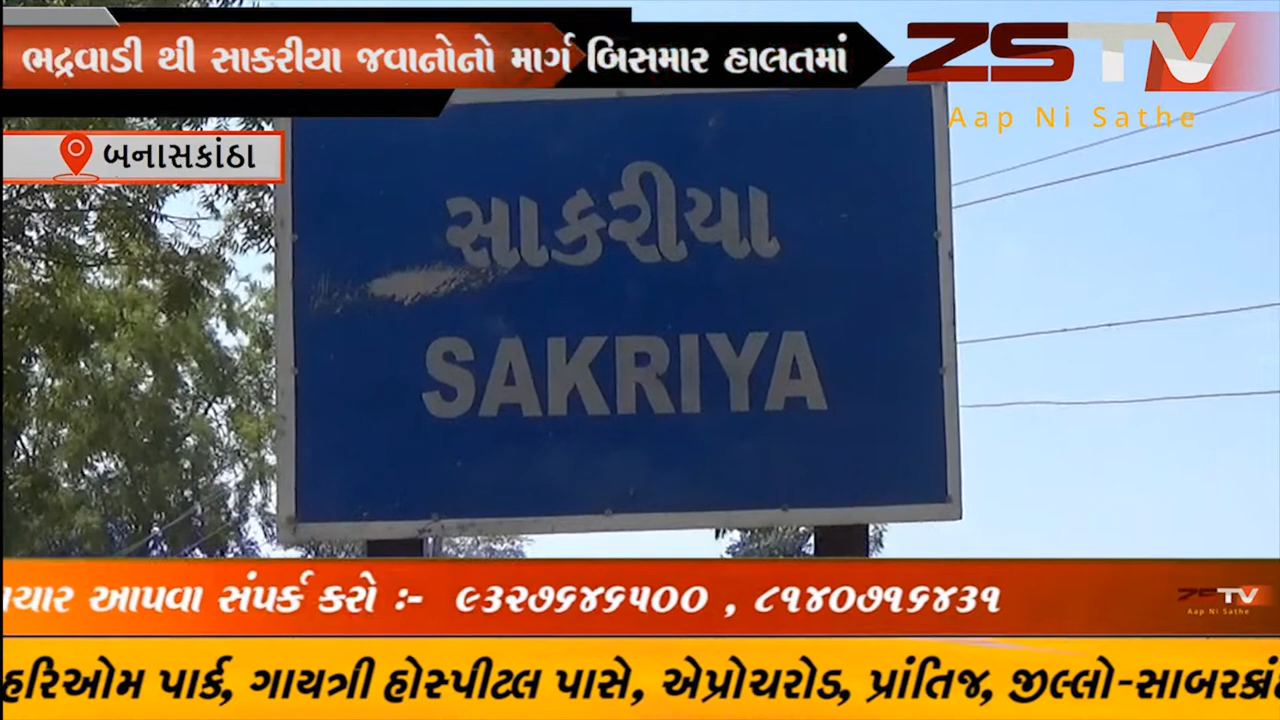 ભદ્રવાડી થી સાકરીયા જવાનોનો માર્ગ બિસમાર હાલતમાં
ZSTV
Aap Ni Sathe
બનાસકાંઠા
સાકરીયા
SAKRIYA
ચાર આપવા સંપર્ક કરો :- ૯૩૨૭૬૪૬૫૦૦ , ૮૧૪૦૭૧૬૪૩૧
ZSTV
Aap Ni Sathe
હરિઓમ પાર્ક, ગાયત્રી હોસ્પીટલ પાસે, એપ્રોચરોડ, પ્રાંતિજ, જીલ્લો-સાબરકાં